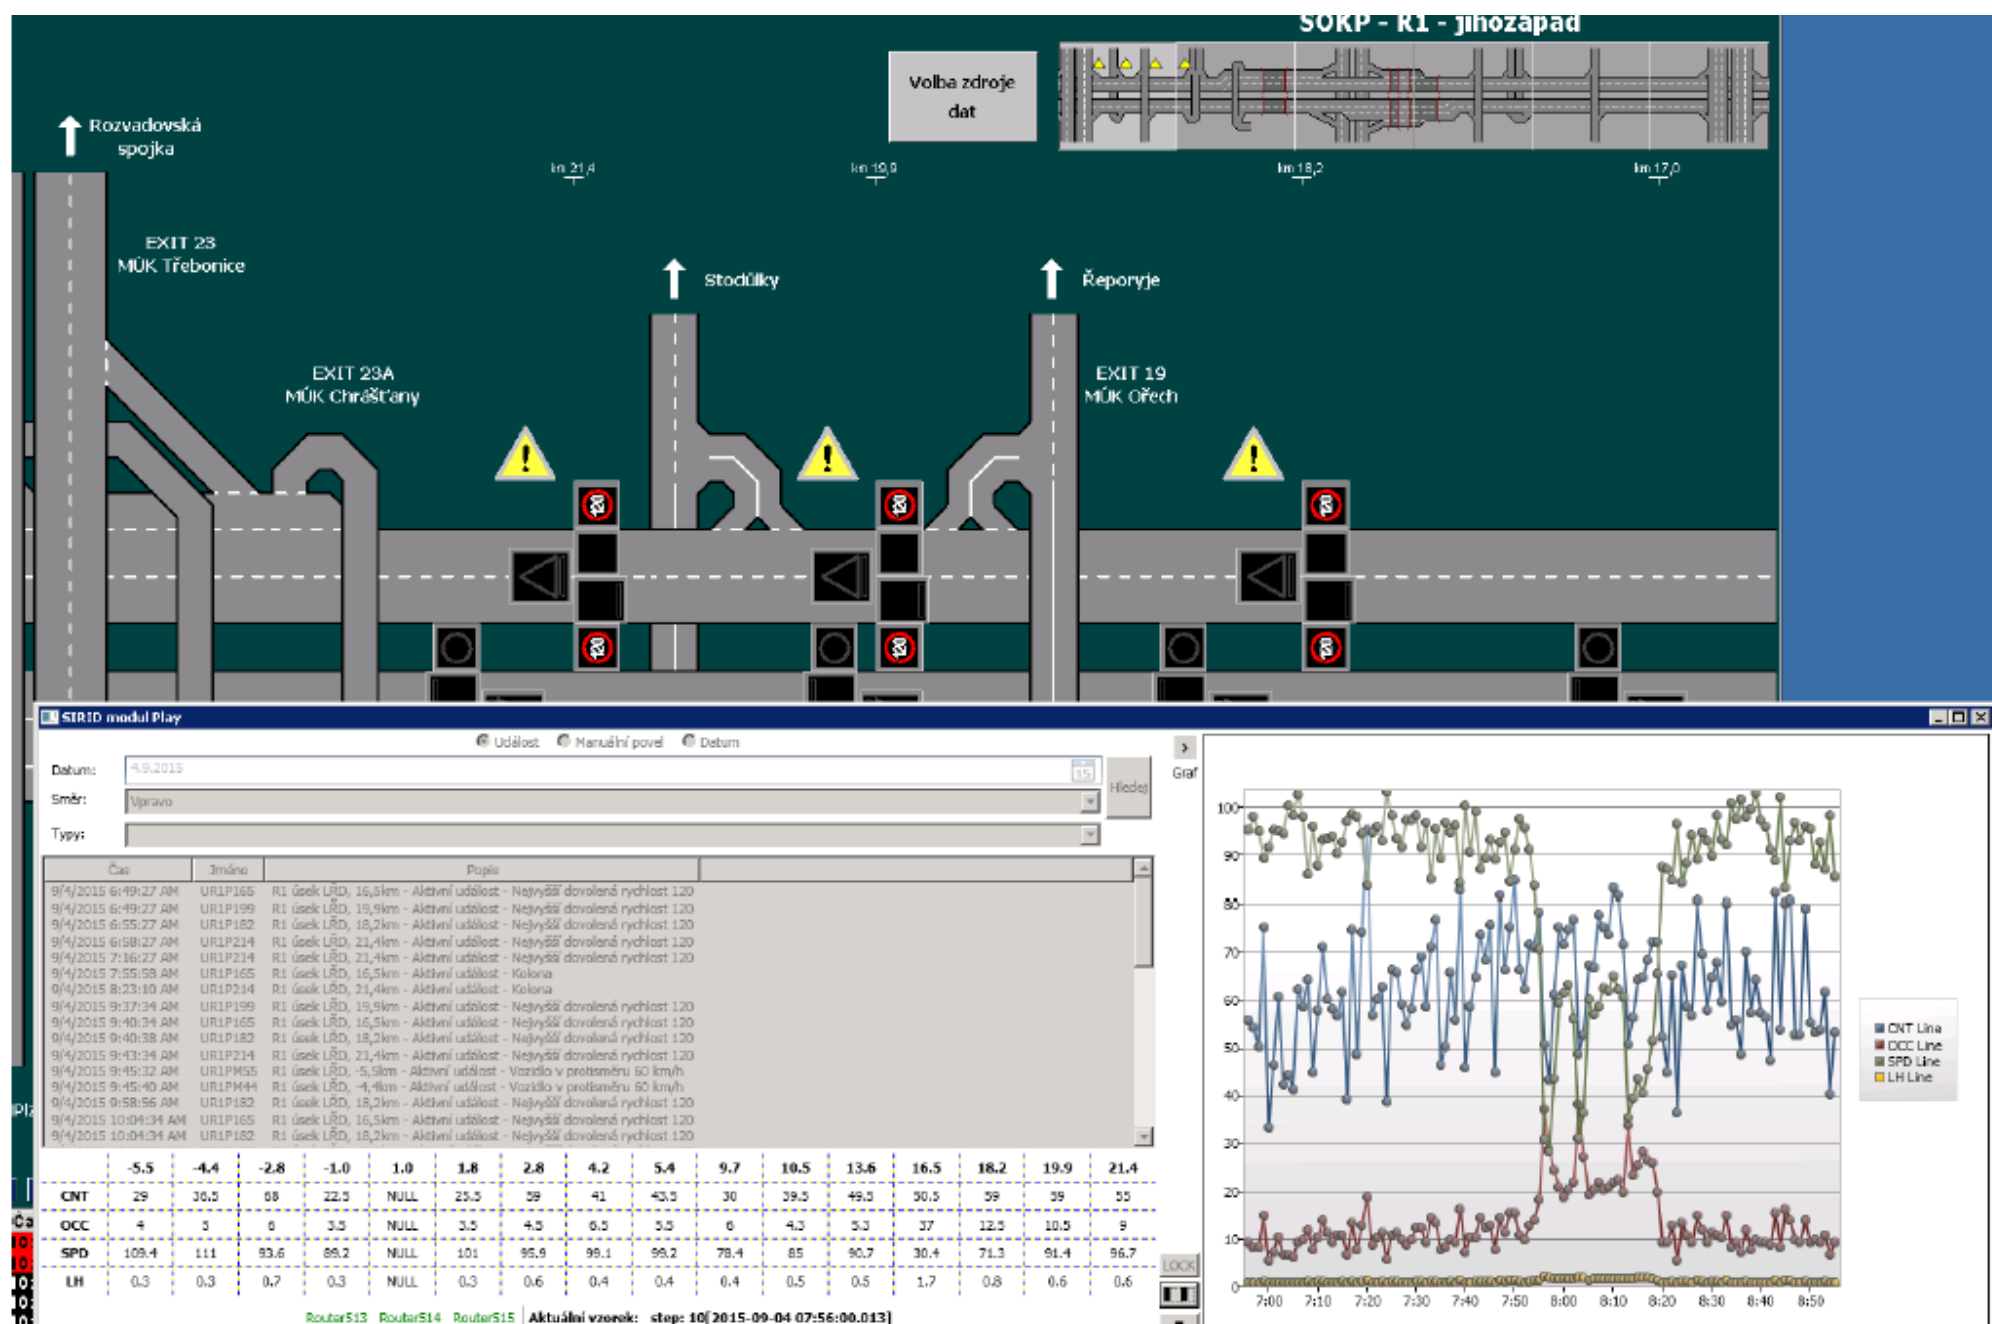 SOKP - R1 - jihozápad
Volba zdroje
dat
Rozvadovská
spojka
km 21,4
km 19,9
km 18,2
km 17,0
EXIT 23
MÚK Třebonice
Stodůlky
Řeporyje
EXIT 23A
MÚK Chrášťany
EXIT 19
MÚK Ořech
SIRID modul Play
Událost Manuální povel Datum
Datum: 4.9.2015 15
Hledej
Graf
Směr: Vpravo
Typy:
Čas Jméno Popis
9/4/2015 6:49:27 AM UR1P165 R1 úsek LŘD, 16,5km - Aktivní událost - Nejvyšší dovolená rychlost 120
9/4/2015 6:49:27 AM UR1P199 R1 úsek LŘD, 19,9km - Aktivní událost - Nejvyšší dovolená rychlost 120
9/4/2015 6:55:27 AM UR1P182 R1 úsek LŘD, 18,2km - Aktivní událost - Nejvyšší dovolená rychlost 120
9/4/2015 6:58:27 AM UR1P214 R1 úsek LŘD, 21,4km - Aktivní událost - Nejvyšší dovolená rychlost 120
9/4/2015 7:16:27 AM UR1P214 R1 úsek LŘD, 21,4km - Aktivní událost - Nejvyšší dovolená rychlost 120
9/4/2015 7:55:58 AM UR1P165 R1 úsek LŘD, 16,5km - Aktivní událost - Kolona
9/4/2015 8:23:10 AM UR1P214 R1 úsek LŘD, 21,4km - Aktivní událost - Kolona
9/4/2015 9:37:34 AM UR1P199 R1 úsek LŘD, 19,9km - Aktivní událost - Nejvyšší dovolená rychlost 120
9/4/2015 9:40:34 AM UR1P165 R1 úsek LŘD, 16,5km - Aktivní událost - Nejvyšší dovolená rychlost 120
9/4/2015 9:40:38 AM UR1P182 R1 úsek LŘD, 18,2km - Aktivní událost - Nejvyšší dovolená rychlost 120
9/4/2015 9:43:34 AM UR1P214 R1 úsek LŘD, 21,4km - Aktivní událost - Nejvyšší dovolená rychlost 120
9/4/2015 9:45:32 AM UR1PM55 R1 úsek LŘD, -5,5km - Aktivní událost - Vozidlo v protisměru 60 km/h
9/4/2015 9:45:40 AM UR1PM44 R1 úsek LŘD, -4,4km - Aktivní událost - Vozidlo v protisměru 60 km/h
9/4/2015 9:58:56 AM UR1P182 R1 úsek LŘD, 18,2km - Aktivní událost - Nejvyšší dovolená rychlost 120
9/4/2015 10:04:34 AM UR1P165 R1 úsek LŘD, 16,5km - Aktivní událost - Nejvyšší dovolená rychlost 120
9/4/2015 10:04:34 AM UR1P182 R1 úsek LŘD, 18,2km - Aktivní událost - Nejvyšší dovolená rychlost 120
-5.5 -4.4 -2.8 -1.0 1.0 1.8 2.8 4.2 5.4 9.7 10.5 13.6 16.5 18.2 19.9 21.4
CNT 29 36.5 68 22.5 NULL 25.5 59 41 43.5 30 39.5 49.5 50.5 59 59 55
OCC 4 5 6 3.5 NULL 3.5 4.5 6.5 5.5 6 4.3 5.3 37 12.5 10.5 9
SPD 109.4 111 93.6 89.2 NULL 101 95.9 99.1 99.2 78.4 85 90.7 30.4 71.3 91.4 96.7
LH 0.3 0.3 0.7 0.3 NULL 0.3 0.6 0.4 0.4 0.4 0.5 0.5 1.7 0.8 0.6 0.6
LOCK
Router513 Router514 Router515 Aktuální vzorek: step: 10[2015-09-04 07:56:00.013]
100
90
80
70
60
50
40
30
20
10
0
7:00 7:10 7:20 7:30 7:40 7:50 8:00 8:10 8:20 8:30 8:40 8:50
CNT Line
OCC Line
SPD Line
LH Line